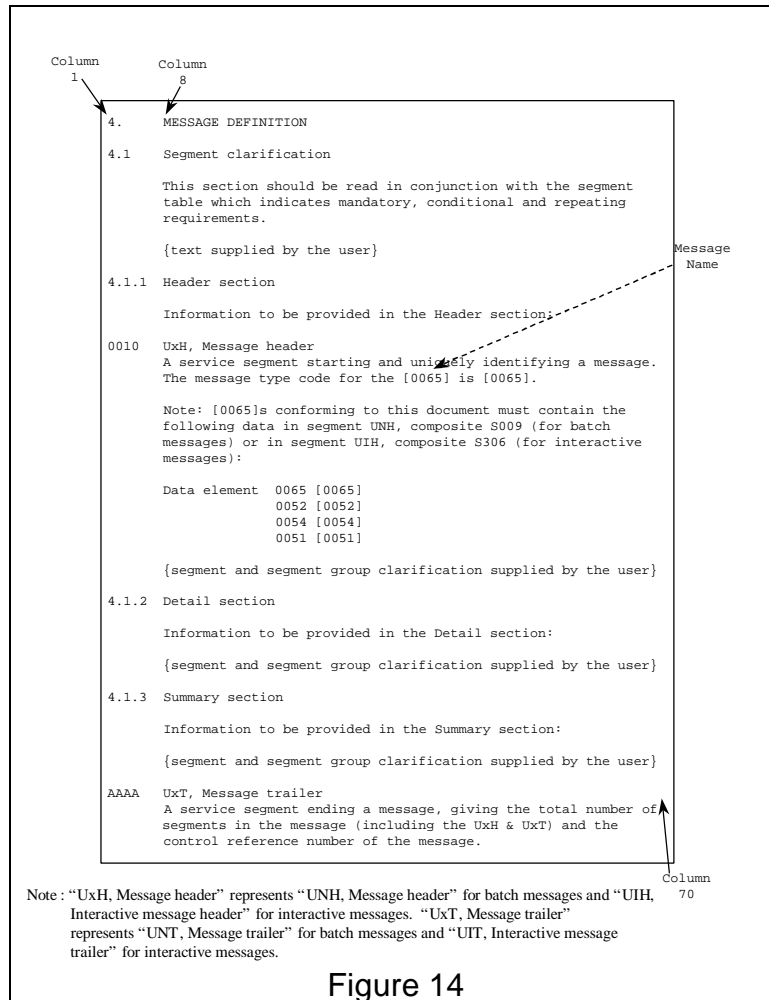 Column
1
Column
8
4. MESSAGE DEFINITION
4.1 Segment clarification
This section should be read in conjunction with the segment
table which indicates mandatory, conditional and repeating
requirements.
{text supplied by the user}
Message
Name
4.1.1 Header section
Information to be provided in the Header section:
0010 UxH, Message header
A service segment starting and uniquely identifying a message.
The message type code for the [0065] is [0065].
Note: [0065]s conforming to this document must contain the
following data in segment UNH, composite S009 (for batch
messages) or in segment UIH, composite S306 (for interactive
messages):
Data element 0065 [0065]
0052 [0052]
0054 [0054]
0051 [0051]
{segment and segment group clarification supplied by the user}
4.1.2 Detail section
Information to be provided in the Detail section:
{segment and segment group clarification supplied by the user}
4.1.3 Summary section
Information to be provided in the Summary section:
{segment and segment group clarification supplied by the user}
AAAA UxT, Message trailer
A service segment ending a message, giving the total number of
segments in the message (including the UxH & UxT) and the
control reference number of the message.
Column
70
Note : “UxH, Message header” represents “UNH, Message header” for batch messages and “UIH,
Interactive message header” for interactive messages. “UxT, Message trailer”
represents “UNT, Message trailer” for batch messages and “UIT, Interactive message
trailer” for interactive messages.
Figure 14